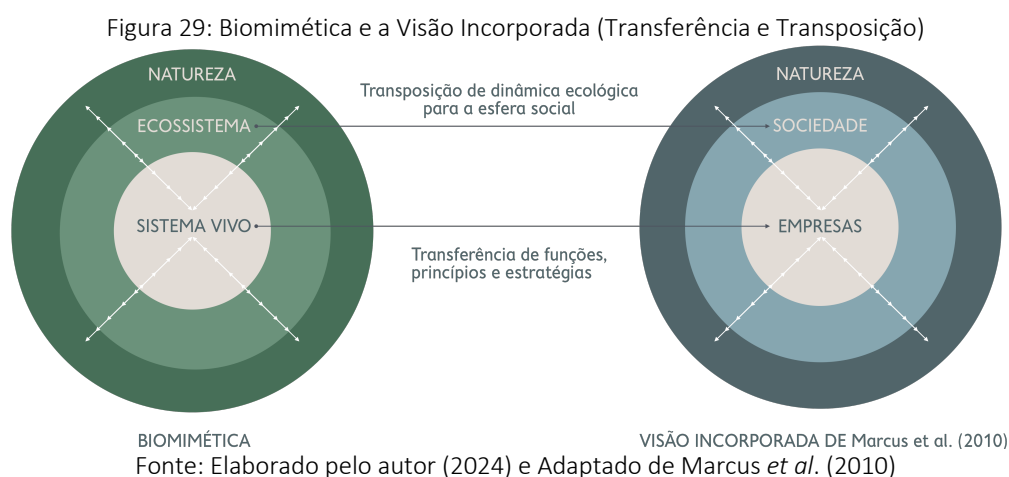 Figura 29: Biomimética e a Visão Incorporada (Transferência e Transposição)
NATUREZA
NATUREZA
Transposição de dinâmica ecológica
para a esfera social
ECOSSISTEMA
SOCIEDADE
SISTEMA VIVO
EMPRESAS
Transferência de funções,
princípios e estratégias
BIOMIMÉTICA
VISÃO INCORPORADA DE Marcus et al. (2010)
Fonte: Elaborado pelo autor (2024) e Adaptado de Marcus et al. (2010)